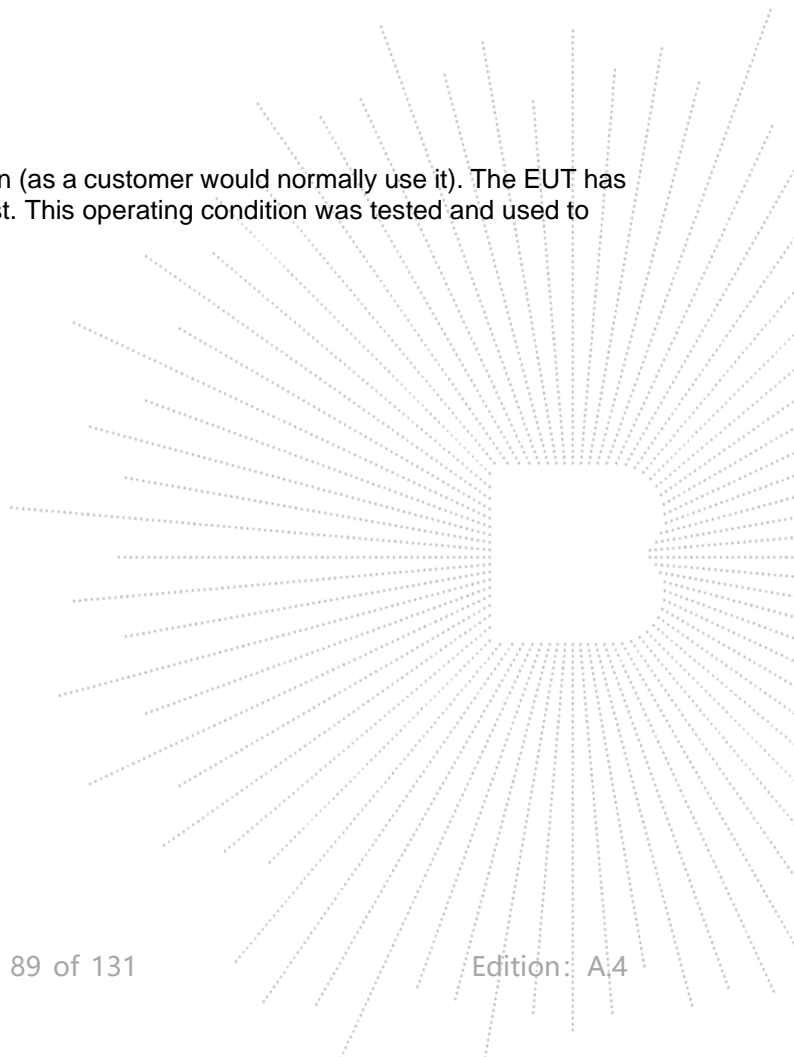 n (as a customer would normally use it). The EUT has
st. This operating condition was tested and used to
89 of 131 Edition: A.4